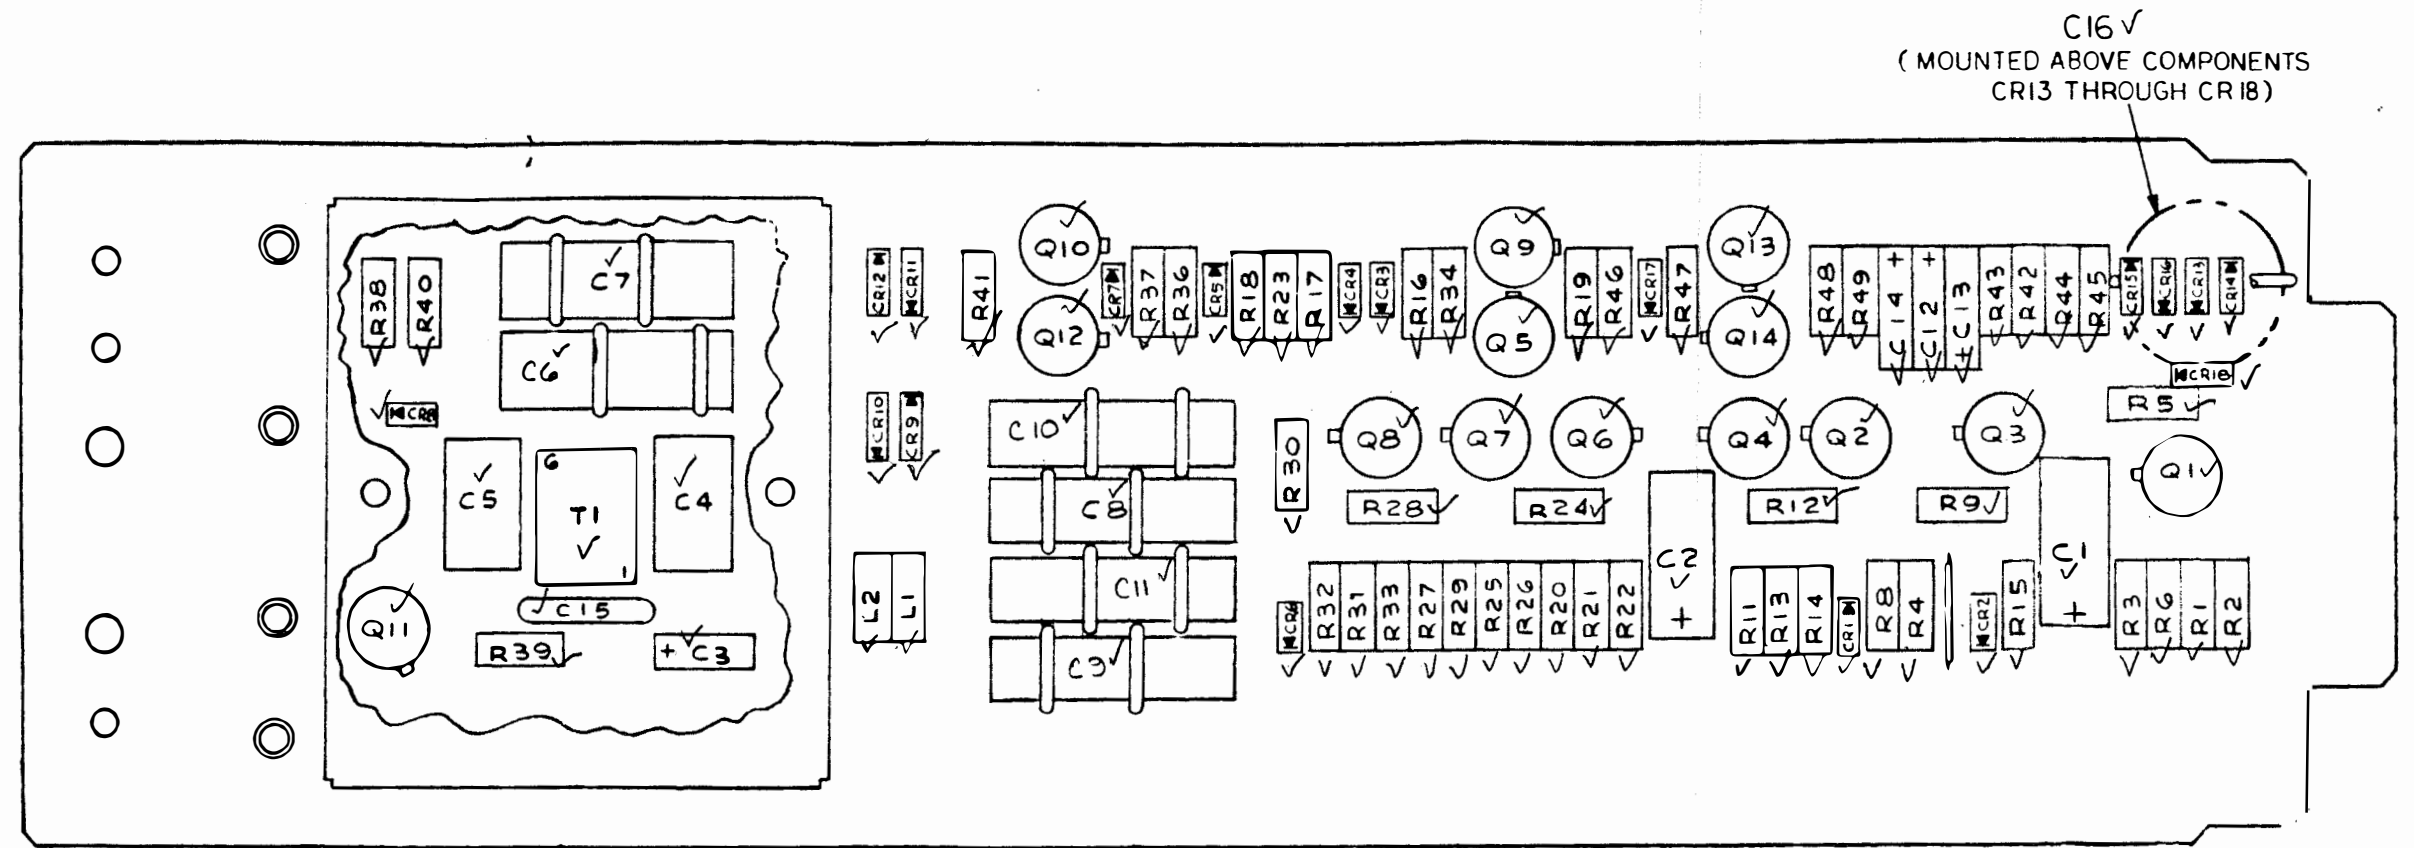 C16 ✓
( MOUNTED ABOVE COMPONENTS
CR13 THROUGH CR18)
R38
R40
C7
C6
CR8
C5
6
T1
1
C4
Q11
C15
R39
+ C3
CR12
CR11
R41
Q10
Q12
CR7
R37
R36
CR5
R18
R23
R17
CR4
CR3
R16
R34
Q9
Q5
R19
R46
CR17
R47
Q13
Q14
R48
R49
C14 +
C12 +
+C13
R43
R42
R44
R45
CR15
CR16
CR13
CR14
CR18
R5
CR10
CR9
C10
C8
C11
C9
R30
Q8
Q7
Q6
Q4
Q2
Q3
Q1
R28
R24
R12
R9
L2
L1
CR6
R32
R31
R33
R27
R29
R25
R26
R20
R21
R22
C2
+
R11
R13
R14
CR1
R8
R4
CR2
R15
C1
+
R3
R6
R1
R2